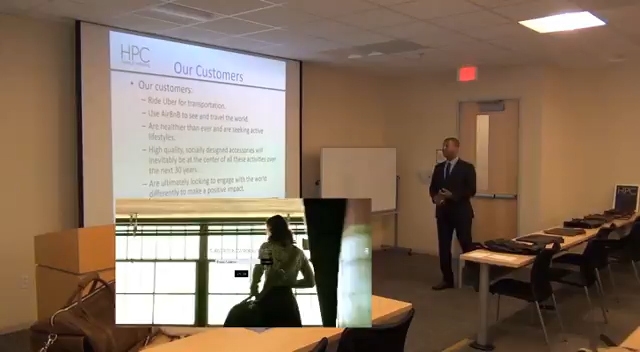 HPC
Our Customers
• Our customers:
– Ride Uber for transportation.
– Use AirBnB to see and travel the world.
– Are healthier than ever and are seeking active
lifestyles.
– High quality, socially designed accessories will
inevitably be at the center of all these activities over
the next 30 years.
– Are ultimately looking to engage with the world
differently to make a positive impact.
HPC